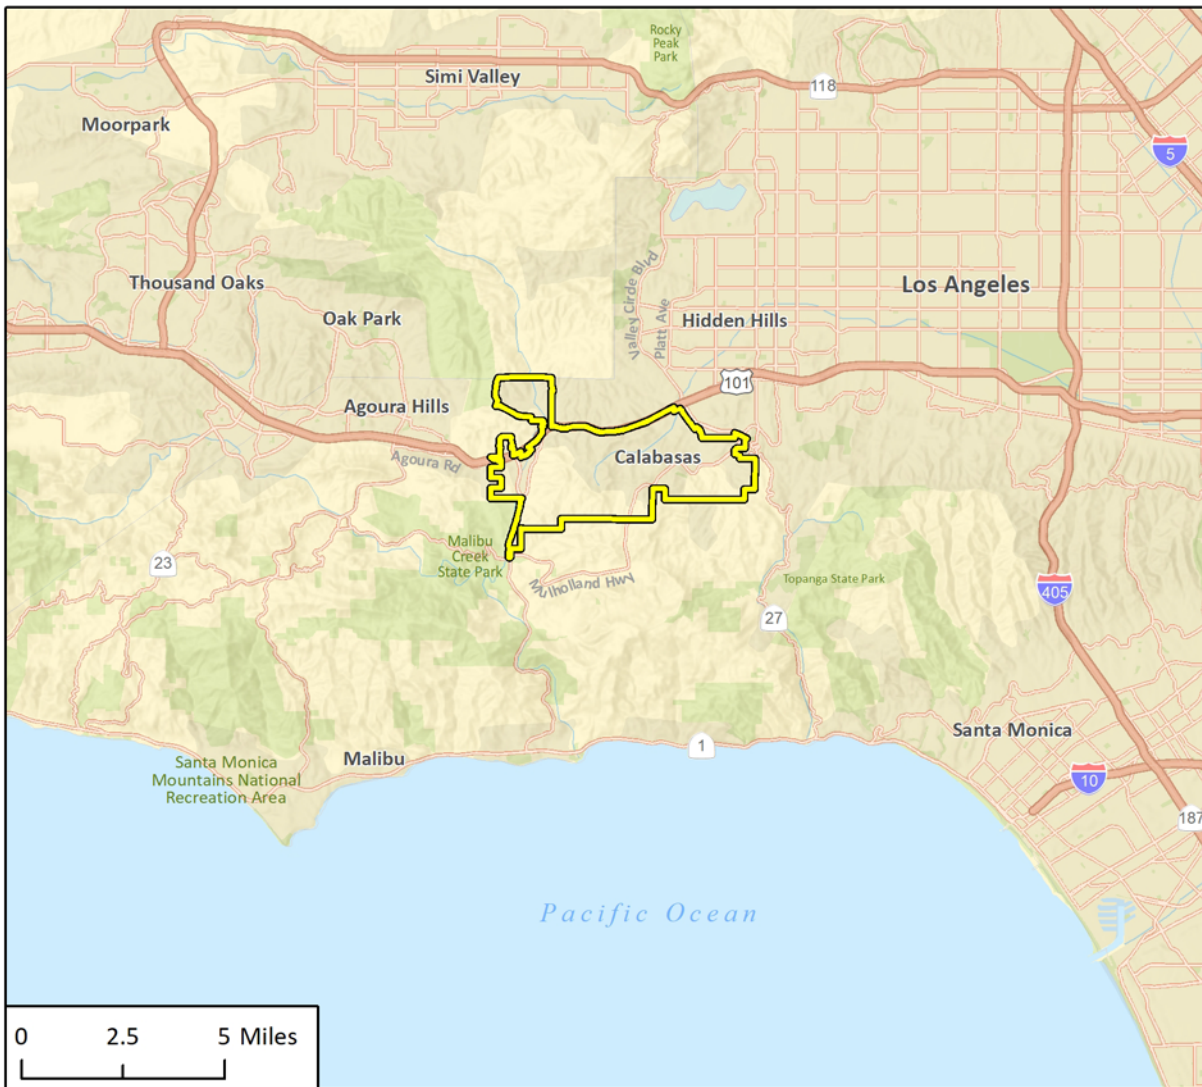 Rocky
Peak
Park
Simi Valley
118
Moorpark
5
Valley Circle Blvd
Platt Ave
Thousand Oaks
Los Angeles
Oak Park
Hidden Hills
101
Agoura Hills
Agoura Rd
Calabasas
Malibu
Creek
State Park
23
Mulholland Hwy
Topanga State Park
405
27
Santa Monica
1
Malibu
Santa Monica
Mountains National
Recreation Area
10
187
Pacific Ocean
0 2.5 5 Miles